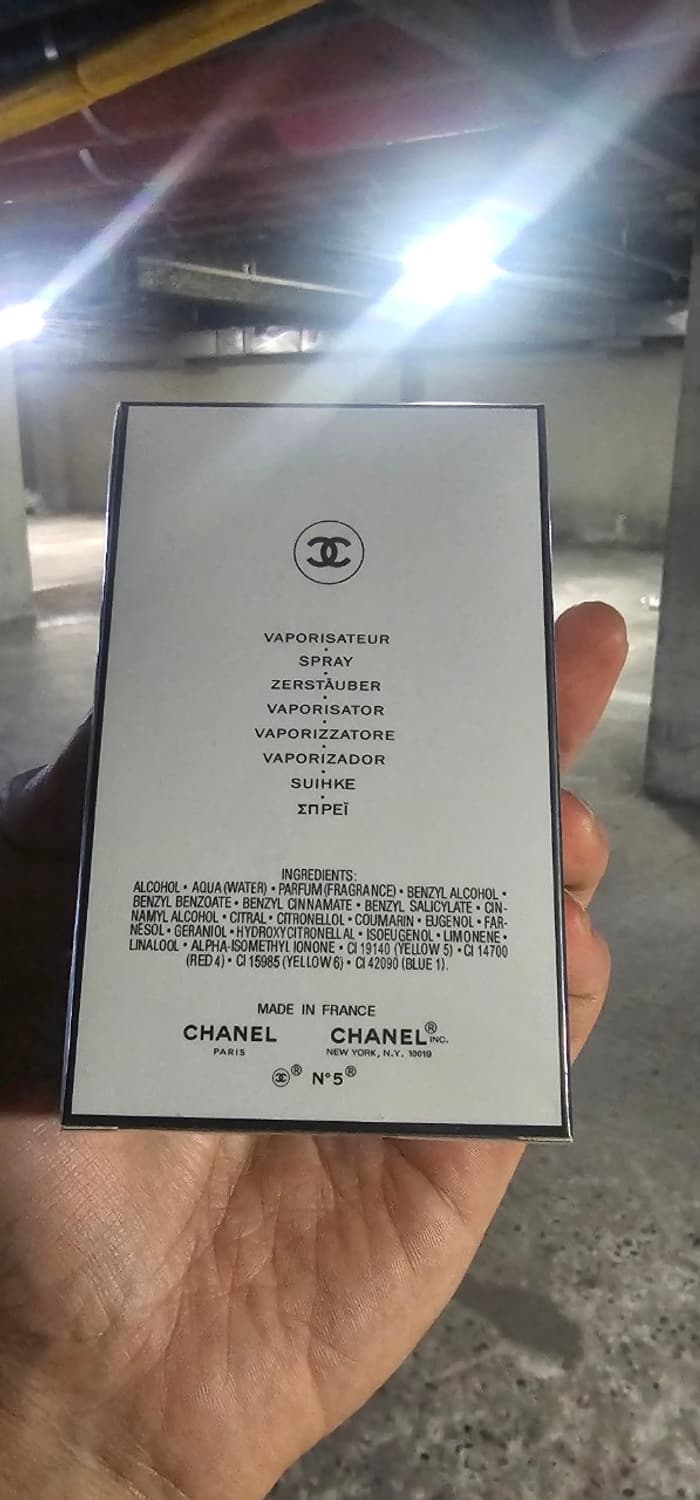 VAPORISATEUR
SPRAY
ZERSTÄUBER
VAPORISATOR
VAPORIZZATORE
VAPORIZADOR
SUIHKE
ΣΠΡΕΪ
INGREDIENTS:
ALCOHOL • AQUA (WATER) • PARFUM (FRAGRANCE) • BENZYL ALCOHOL •
BENZYL BENZOATE • BENZYL CINNAMATE • BENZYL SALICYLATE • CIN-
NAMYL ALCOHOL • CITRAL • CITRONELLOL • COUMARIN • EUGENOL • FAR-
NESOL • GERANIOL • HYDROXYCITRONELLAL • ISOEUGENOL • LIMONENE •
LINALOOL • ALPHA-ISOMETHYL IONONE • CI 19140 (YELLOW 5) • CI 14700
(RED 4) • CI 15985 (YELLOW 6) • CI 42090 (BLUE 1).
MADE IN FRANCE
CHANEL CHANEL® INC.
PARIS NEW YORK, N.Y. 10019
® N°5®